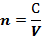 n = C/V